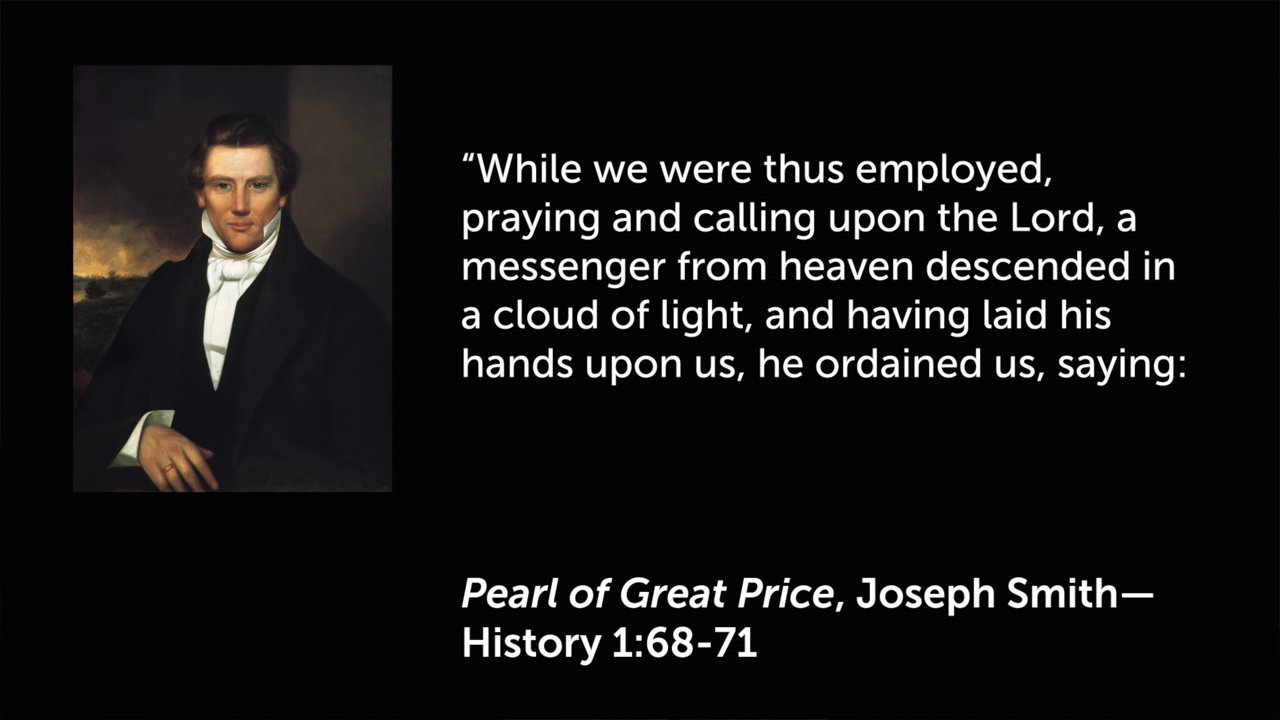 “While we were thus employed,
praying and calling upon the Lord, a
messenger from heaven descended in
a cloud of light, and having laid his
hands upon us, he ordained us, saying:
Pearl of Great Price, Joseph Smith—
History 1:68-71